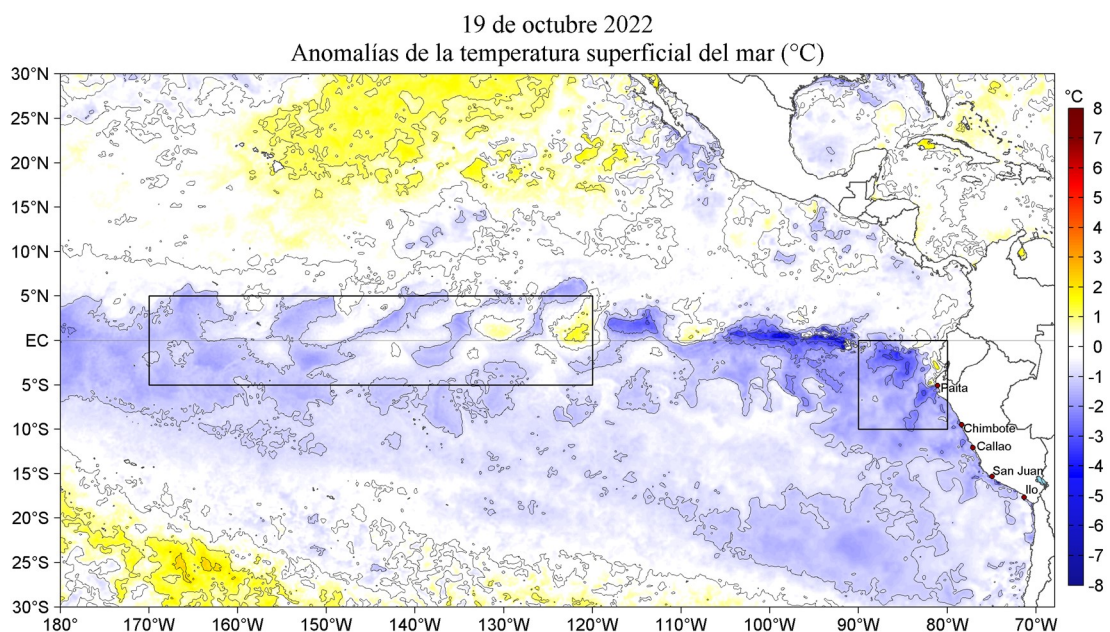 19 de octubre 2022
Anomalías de la temperatura superficial del mar (°C)
30°N
25°N
20°N
15°N
10°N
5°N
EC
5°S
10°S
15°S
20°S
25°S
30°S
180
170°W
160°W
150°W
140°W
130°W
120°W
110°W
100°W
90°W
80°W
70°W
Paita
Chimbote
Callao
San Juan
Ilo
°C
8
7
6
5
4
3
2
1
0
-1
-2
-3
-4
-5
-6
-7
-8